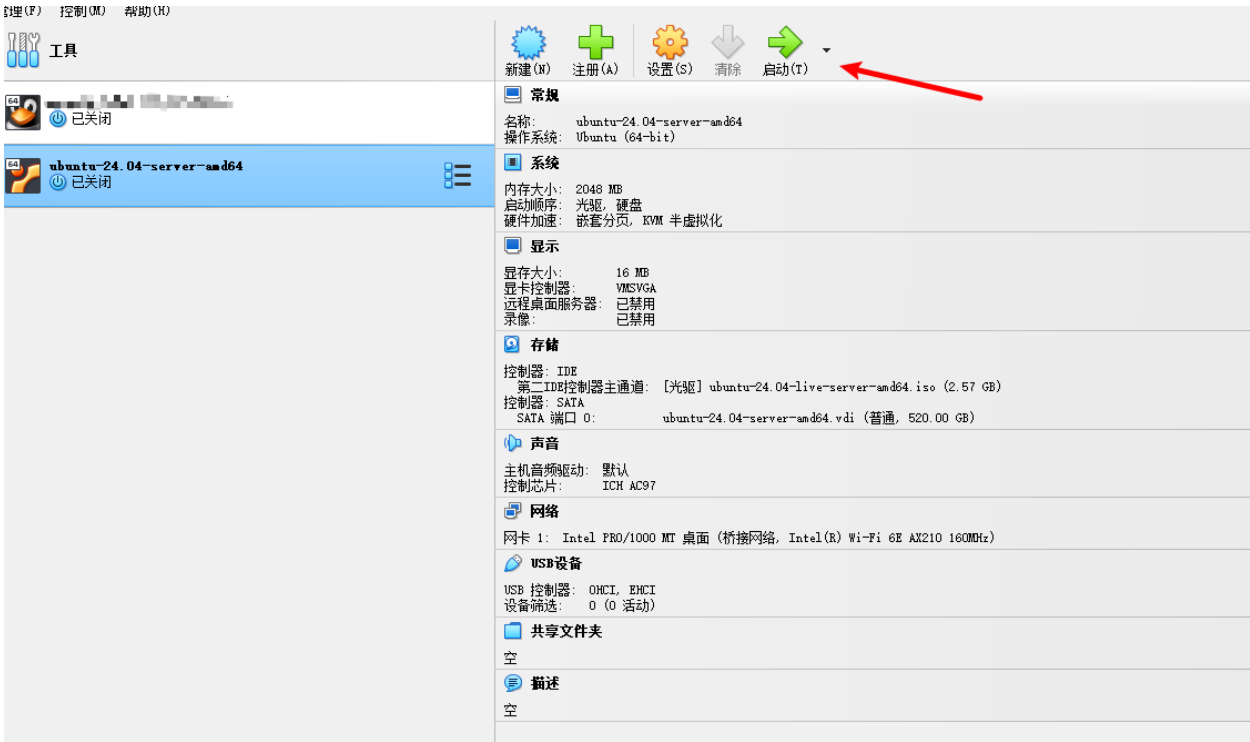 管理(F) 控制(M) 帮助(H)
工具
新建(N) 注册(A) 设置(S) 清除 启动(T)
64
已关闭
64
ubuntu-24.04-server-amd64
已关闭
常规
名称: ubuntu-24.04-server-amd64
操作系统: Ubuntu (64-bit)
系统
内存大小: 2048 MB
启动顺序: 光驱, 硬盘
硬件加速: 嵌套分页, KVM 半虚拟化
显示
显存大小: 16 MB
显卡控制器: VMSVGA
远程桌面服务器: 已禁用
录像: 已禁用
存储
控制器: IDE
第二IDE控制器主通道: [光驱] ubuntu-24.04-live-server-amd64.iso (2.57 GB)
控制器: SATA
SATA 端口 0: ubuntu-24.04-server-amd64.vdi (普通, 520.00 GB)
声音
主机音频驱动: 默认
控制芯片: ICH AC97
网络
网卡 1: Intel PRO/1000 MT 桌面 (桥接网络, Intel(R) Wi-Fi 6E AX210 160MHz)
USB设备
USB 控制器: OHCI, EHCI
设备筛选: 0 (0 活动)
共享文件夹
空
描述
空